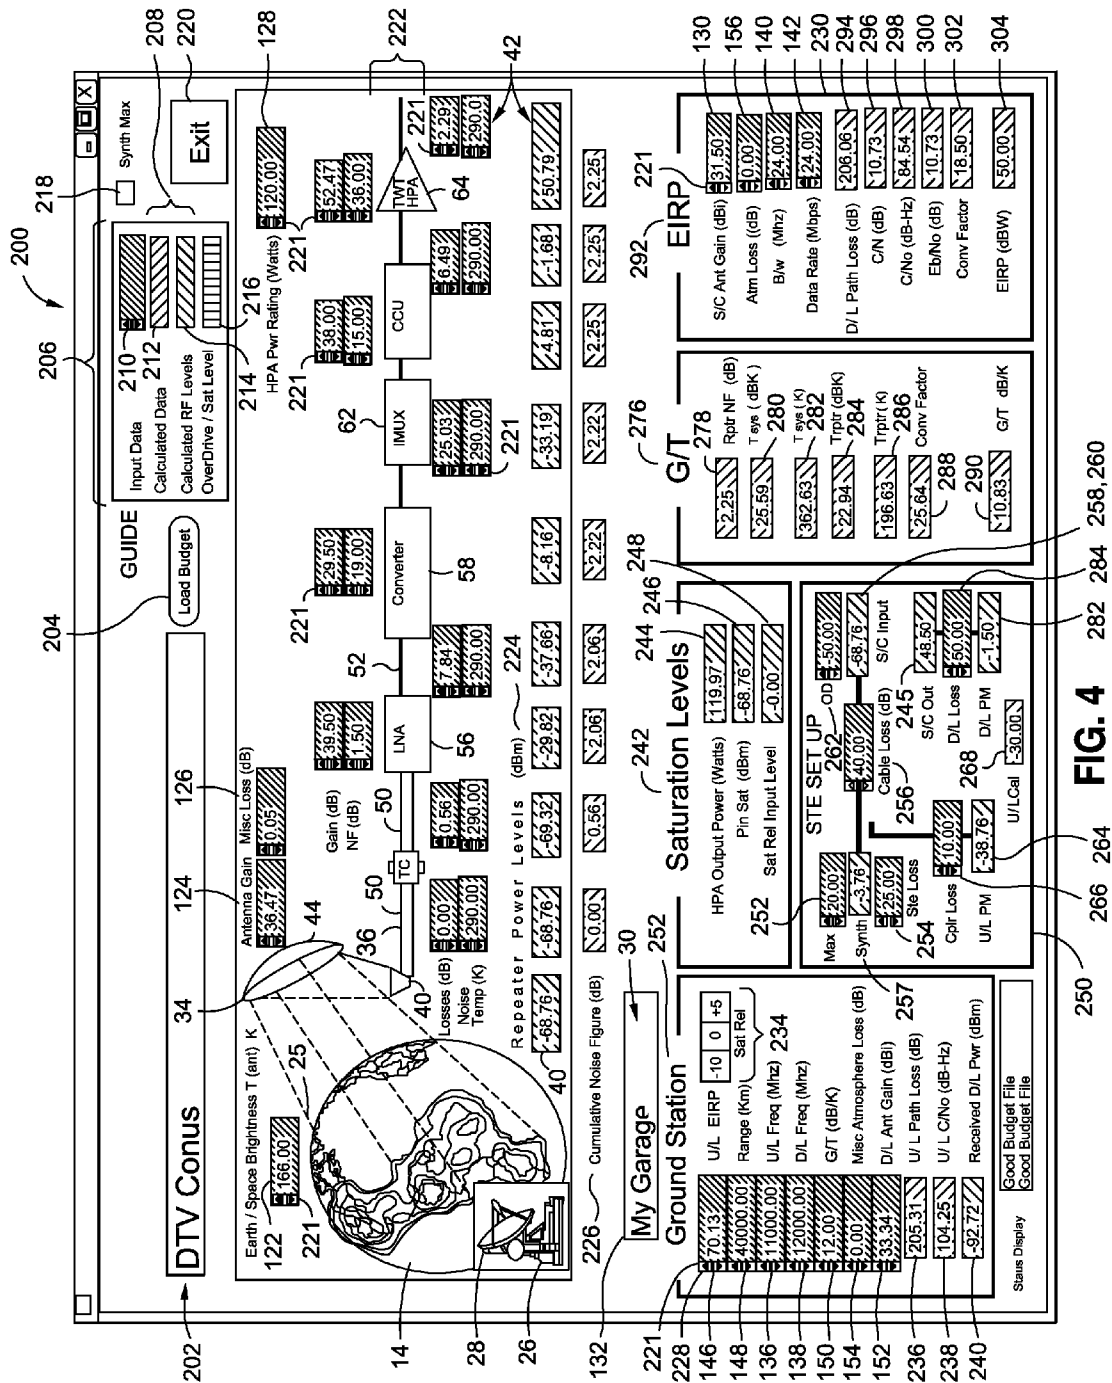 200
206
208
220
Synth Max
218
Exit
GUIDE
Input Data
210
Calculated Data
212
Calculated RF Levels
214
OverDrive / Sat Level
216
204
Load Budget
202
DTV Conus
Earth / Space Brightness T (ant) K
122
166.00
221
25
34
44
124
Antenna Gain
36.47
126
Misc Loss (dB)
0.05
HPA Pwr Rating (Watts)
120.00
128
221
222
Gain (dB)
NF (dB)
39.50
1.50
221
29.50
19.00
221
38.00
15.00
221
52.47
36.00
14
28
26
40
36
50
TC
50
LNA
56
52
Converter
58
IMUX
62
CCU
TWT
HPA
64
Losses (dB)
Noise
Temp (K)
0.00
290.00
0.56
290.00
7.84
290.00
25.03
290.00
221
6.49
290.00
221
2.29
290.0
42
Repeater Power Levels (dBm)
224
40
-68.76
-68.76
-69.32
-29.82
-37.66
-8.16
-33.19
4.81
-1.68
50.79
226 Cumulative Noise Figure (dB)
0.00
0.56
2.06
2.06
2.22
2.22
2.25
2.25
2.25
132
My Garage
30
252
Ground Station
221
228
146 70.13 U/L EIRP
-10 0 +5
Sat Rel
234
148 40000.00 Range (Km)
136 11000.00 U/L Freq (Mhz)
138 12000.00 D/L Freq (Mhz)
150 12.00 G/T (dB/K)
154 0.00 Misc Atmosphere Loss (dB)
152 33.34 D/L Ant Gain (dBi)
236 205.31 U/ L Path Loss (dB)
238 104.25 U/ L C/No (dB-Hz)
240 -92.72 Received D/L Pwr (dBm)
Staus Display
Good Budget File
Good Budget File
242
Saturation Levels
HPA Output Power (Watts) 119.97
244
Pin Sat (dBm) -68.76
246
Sat Rel Input Level -0.00
248
STE SET UP
252
Max 20.00
Synth -3.76
257
25.00
Ste Loss
254
40.00
Cable Loss (dB)
256
262
OD
-50.00
-68.76
S/C Input
258,260
245
S/C Out 48.50
D/L Loss 50.00
284
D/L PM -1.50
282
Cplr Loss 10.00
266
U/L PM -38.76
264
268
U/ LCal -30.00
250
276
G/T
278
2.25 Rptr NF (dB)
25.59 T sys ( dBK)
280
362.63 T sys ( K)
282
22.94 Trptr (dBK)
284
196.63 Trptr( K)
286
25.64 Conv Factor
288
290
10.83 G/T dB/K
292
EIRP
221
S/C Ant Gain (dBi) 31.50 130
Atm Loss ((dB) 0.00 156
B/w (Mhz) 24.00 140
Data Rate (Mbps) 24.00 142
230
D/ L Path Loss ((dB) 206.06 294
C/N (dB) 10.73 296
C/No (dB-Hz) 84.54 298
Eb/No (dB) 10.73 300
Conv Factor 18.50 302
EIRP (dBW) 50.00 304
FIG. 4